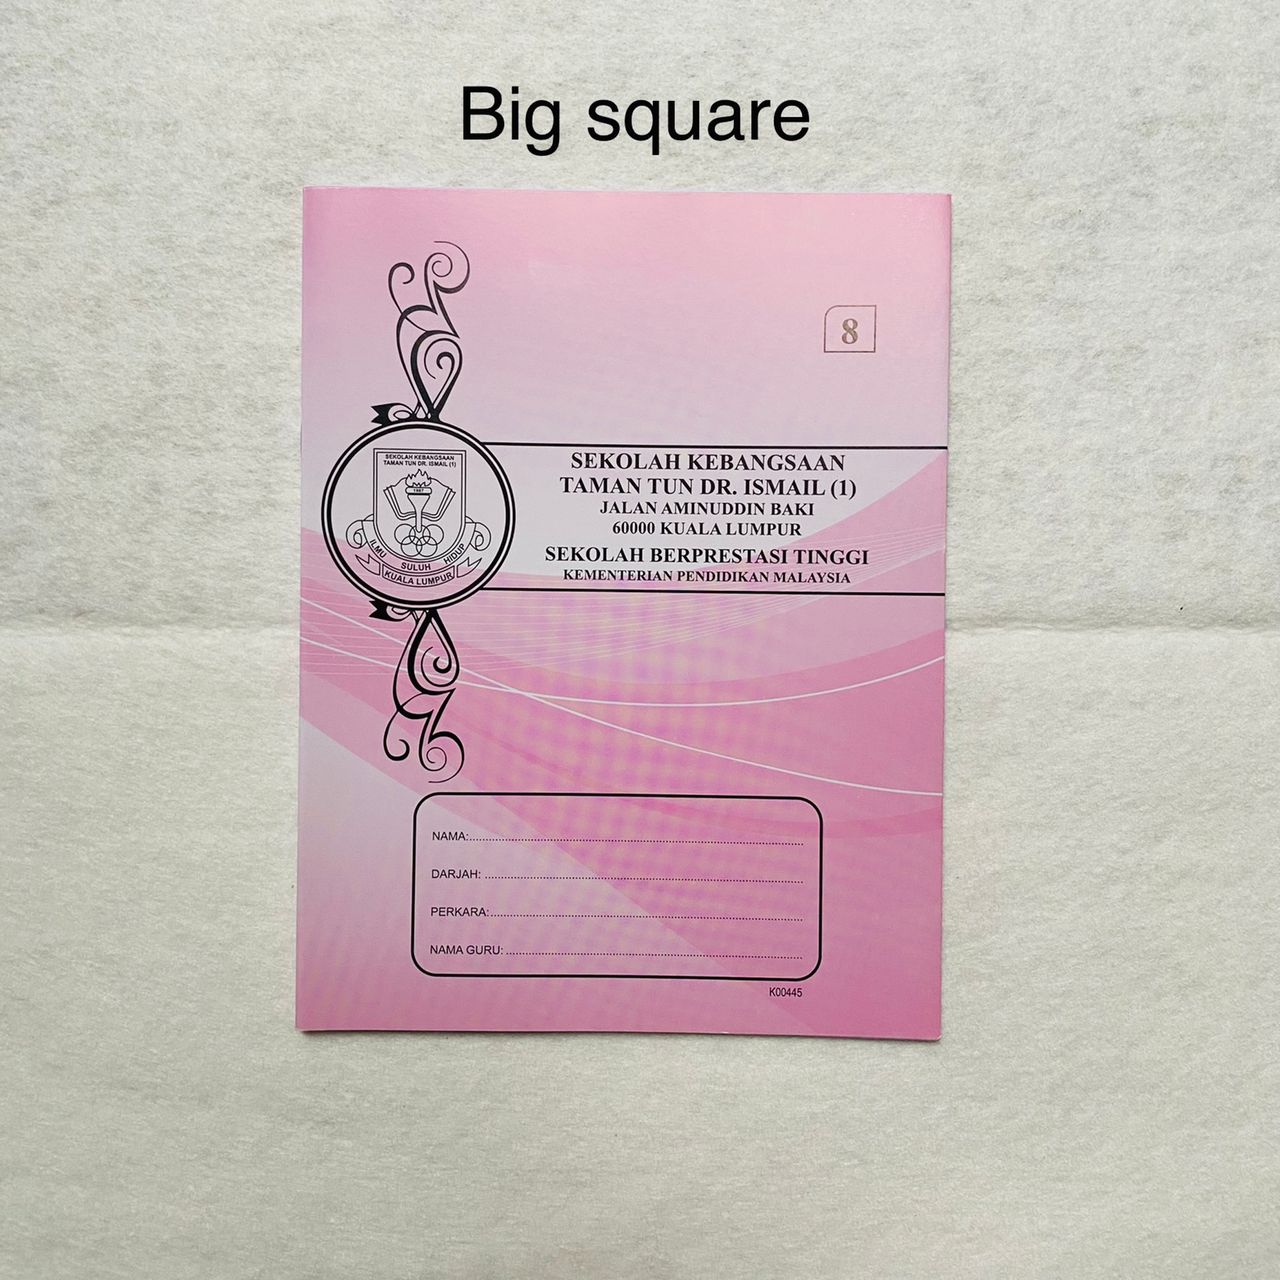 Big square
8
SEKOLAH KEBANGSAAN
TAMAN TUN DR. ISMAIL (1)
JALAN AMINUDDIN BAKI
60000 KUALA LUMPUR
SEKOLAH BERPRESTASI TINGGI
KEMENTERIAN PENDIDIKAN MALAYSIA
SEKOLAH KEBANGSAAN
TAMAN TUN DR. ISMAIL (1)
1987
ILMU SULUH HIDUP
KUALA LUMPUR
NAMA:
DARJAH:
PERKARA:
NAMA GURU:
K00445